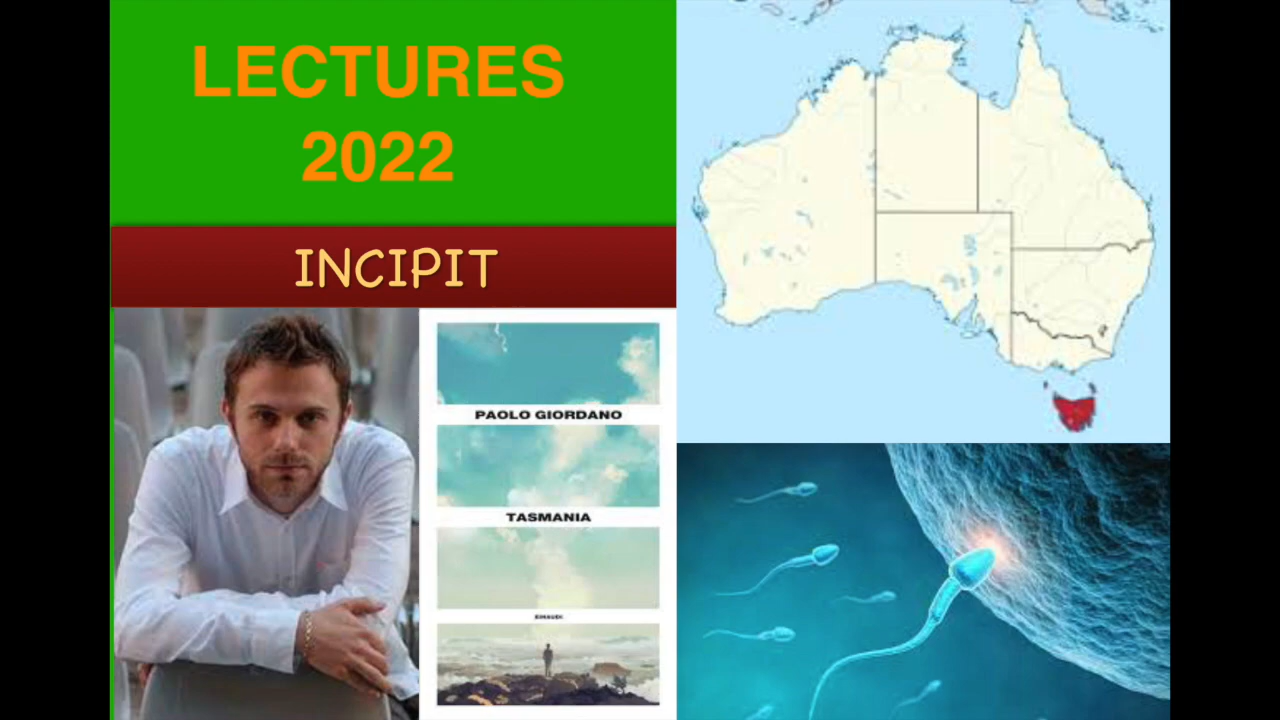 LECTURES
2022
INCIPIT
PAOLO GIORDANO
TASMANIA
EINAUDI